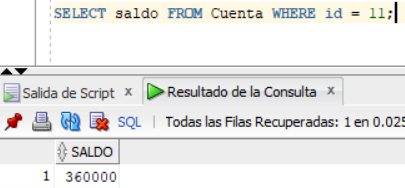 SELECT saldo FROM Cuenta WHERE id = 11;
Salida de Script x Resultado de la Consulta x
SQL | Todas las Filas Recuperadas: 1 en 0.025
SALDO
1 360000